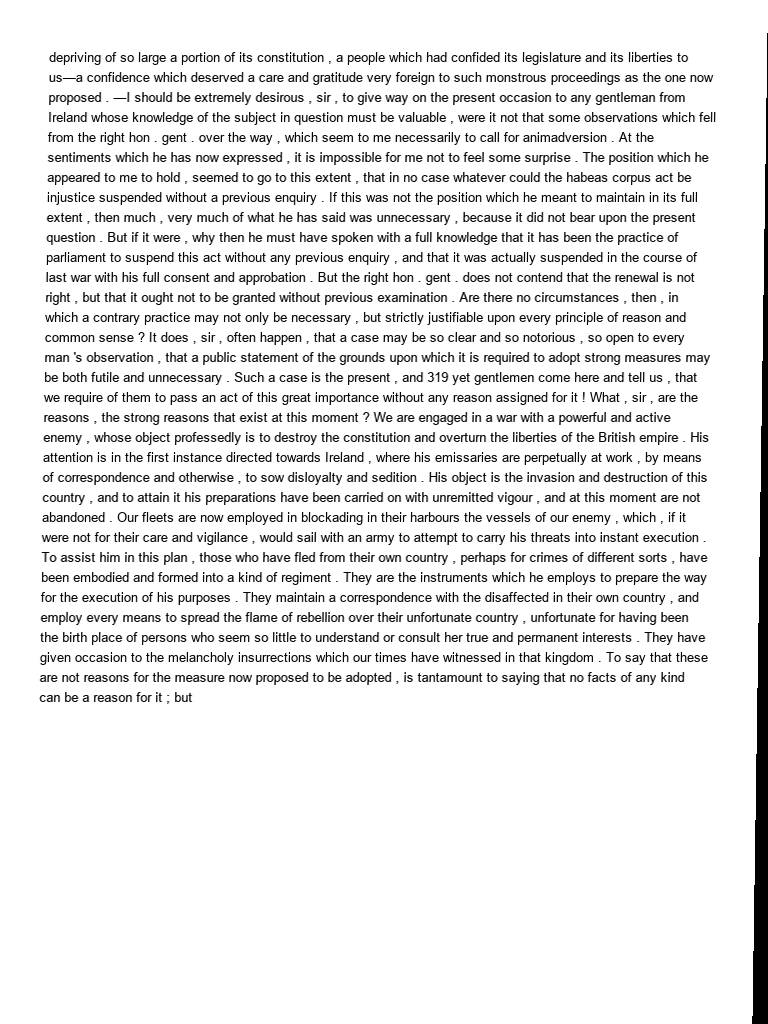 depriving of so large a portion of its constitution , a people which had confided its legislature and its liberties to
us—a confidence which deserved a care and gratitude very foreign to such monstrous proceedings as the one now
proposed . —I should be extremely desirous , sir , to give way on the present occasion to any gentleman from
Ireland whose knowledge of the subject in question must be valuable , were it not that some observations which fell
from the right hon . gent . over the way , which seem to me necessarily to call for animadversion . At the
sentiments which he has now expressed , it is impossible for me not to feel some surprise . The position which he
appeared to me to hold , seemed to go to this extent , that in no case whatever could the habeas corpus act be
injustice suspended without a previous enquiry . If this was not the position which he meant to maintain in its full
extent , then much , very much of what he has said was unnecessary , because it did not bear upon the present
question . But if it were , why then he must have spoken with a full knowledge that it has been the practice of
parliament to suspend this act without any previous enquiry , and that it was actually suspended in the course of
last war with his full consent and approbation . But the right hon . gent . does not contend that the renewal is not
right , but that it ought not to be granted without previous examination . Are there no circumstances , then , in
which a contrary practice may not only be necessary , but strictly justifiable upon every principle of reason and
common sense ? It does , sir , often happen , that a case may be so clear and so notorious , so open to every
man 's observation , that a public statement of the grounds upon which it is required to adopt strong measures may
be both futile and unnecessary . Such a case is the present , and 319 yet gentlemen come here and tell us , that
we require of them to pass an act of this great importance without any reason assigned for it ! What , sir , are the
reasons , the strong reasons that exist at this moment ? We are engaged in a war with a powerful and active
enemy , whose object professedly is to destroy the constitution and overturn the liberties of the British empire . His
attention is in the first instance directed towards Ireland , where his emissaries are perpetually at work , by means
of correspondence and otherwise , to sow disloyalty and sedition . His object is the invasion and destruction of this
country , and to attain it his preparations have been carried on with unremitted vigour , and at this moment are not
abandoned . Our fleets are now employed in blockading in their harbours the vessels of our enemy , which , if it
were not for their care and vigilance , would sail with an army to attempt to carry his threats into instant execution .
To assist him in this plan , those who have fled from their own country , perhaps for crimes of different sorts , have
been embodied and formed into a kind of regiment . They are the instruments which he employs to prepare the way
for the execution of his purposes . They maintain a correspondence with the disaffected in their own country , and
employ every means to spread the flame of rebellion over their unfortunate country , unfortunate for having been
the birth place of persons who seem so little to understand or consult her true and permanent interests . They have
given occasion to the melancholy insurrections which our times have witnessed in that kingdom . To say that these
are not reasons for the measure now proposed to be adopted , is tantamount to saying that no facts of any kind
can be a reason for it ; but